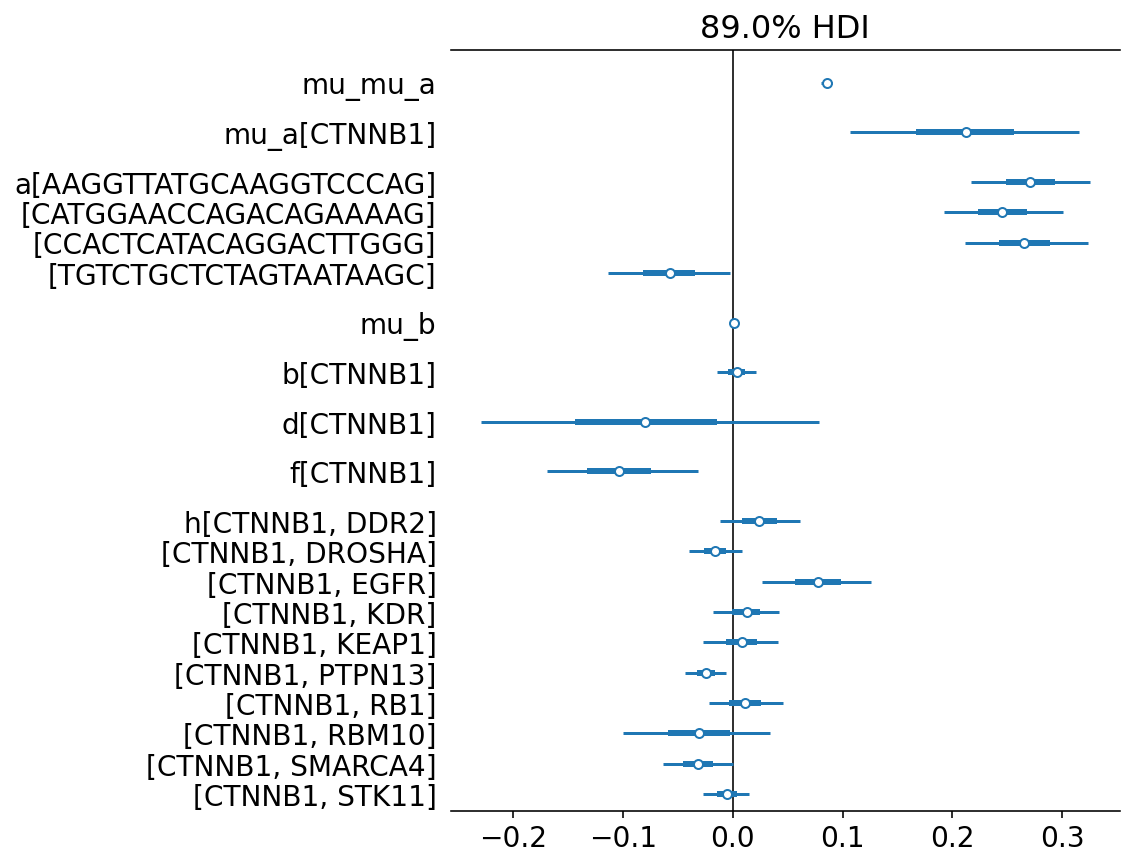 89.0% HDI
mu_mu_a
mu_a[CTNNB1]
a[AAGGTTATGCAAGGTCCCAG]
[CATGGAACCAGACAGAAAAG]
[CCACTCATACAGGACTTGGG]
[TGTCTGCTCTAGTAATAAGC]
mu_b
b[CTNNB1]
d[CTNNB1]
f[CTNNB1]
h[CTNNB1, DDR2]
[CTNNB1, DROSHA]
[CTNNB1, EGFR]
[CTNNB1, KDR]
[CTNNB1, KEAP1]
[CTNNB1, PTPN13]
[CTNNB1, RB1]
[CTNNB1, RBM10]
[CTNNB1, SMARCA4]
[CTNNB1, STK11]
−0.2 −0.1 0.0 0.1 0.2 0.3